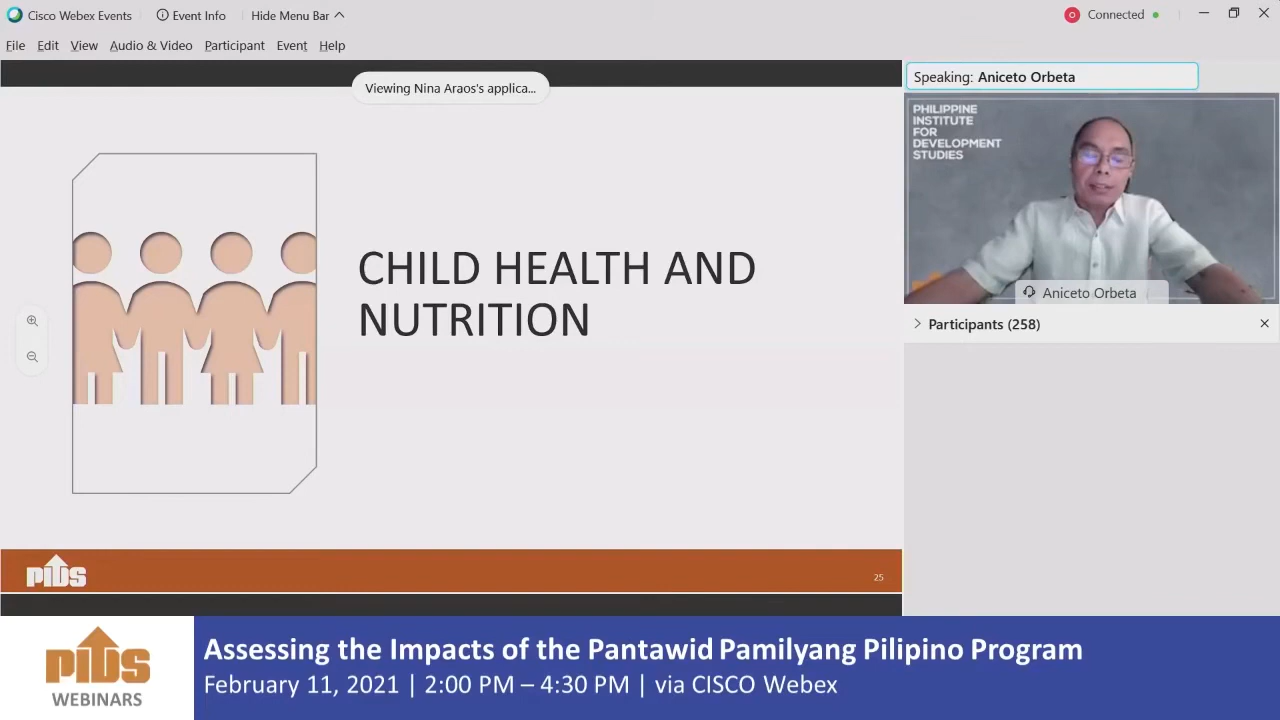 Cisco Webex Events
Event Info
Hide Menu Bar
Connected
File Edit View Audio & Video Participant Event Help
Viewing Nina Araos's applica...
Speaking: Aniceto Orbeta
PHILIPPINE
INSTITUTE
FOR
DEVELOPMENT
STUDIES
Aniceto Orbeta
Participants (258)
CHILD HEALTH AND
NUTRITION
PIDS
25
PIDS
WEBINARS
Assessing the Impacts of the Pantawid Pamilyang Pilipino Program
February 11, 2021 | 2:00 PM – 4:30 PM | via CISCO Webex